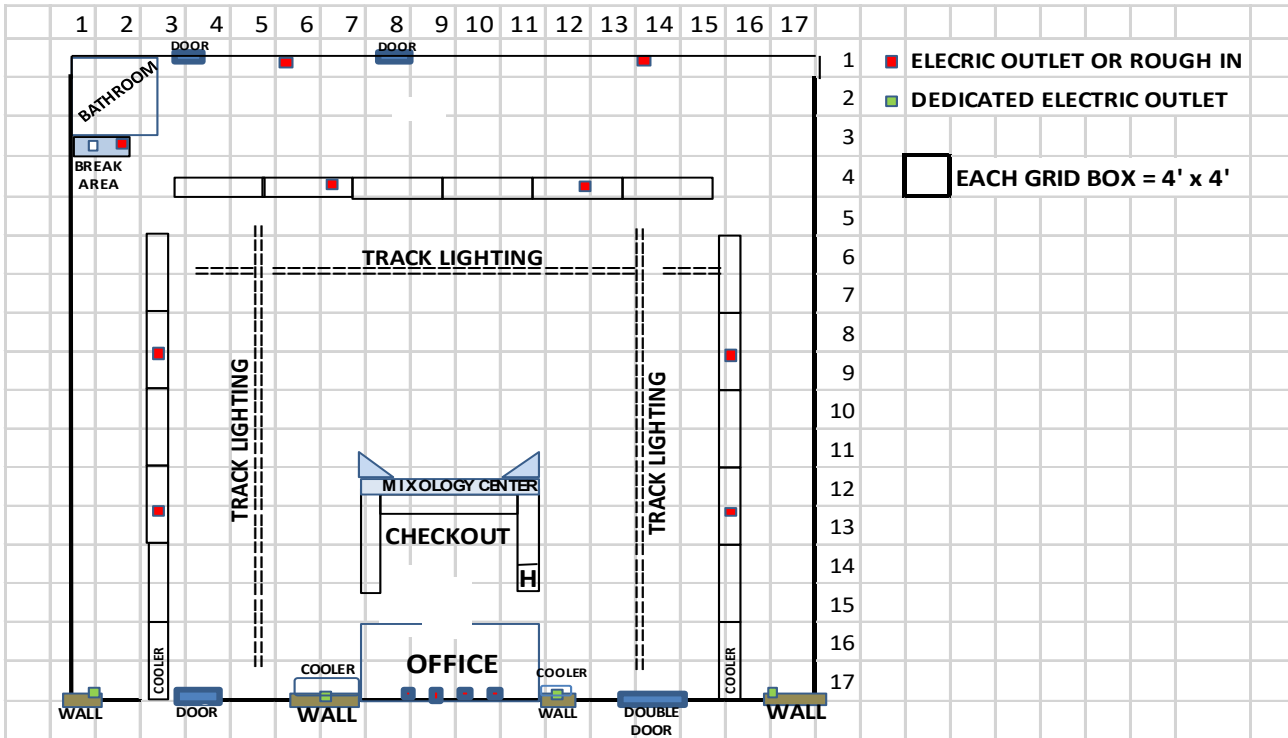 1 2 3 4 5 6 7 8 9 10 11 12 13 14 15 16 17
DOOR DOOR
1 ELECRIC OUTLET OR ROUGH IN
BATHROOM
2 DEDICATED ELECTRIC OUTLET
3
BREAK
AREA
4 EACH GRID BOX = 4' x 4'
5
TRACK LIGHTING 6
7
8
TRACK LIGHTING
TRACK LIGHTING
9
10
11
MIXOLOGY CENTER 12
CHECKOUT 13
H 14
15
COOLER
COOLER
16
COOLER OFFICE COOLER
17
WALL DOOR WALL WALL DOUBLE
DOOR
WALL